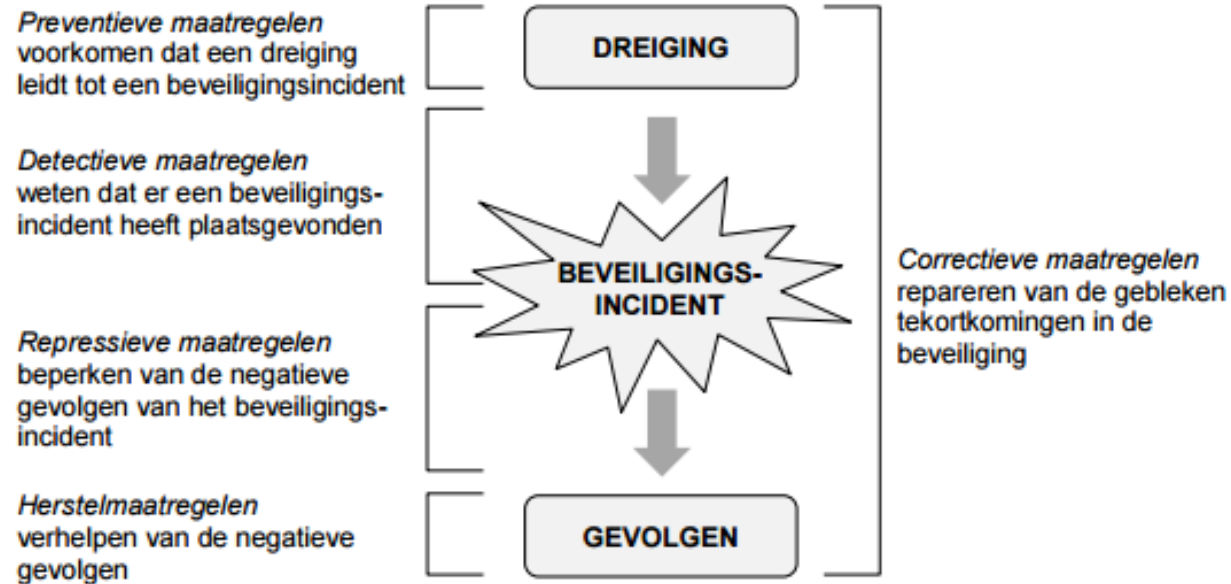 Preventieve maatregelen
voorkomen dat een dreiging
leidt tot een beveiligingsincident
DREIGING
Detectieve maatregelen
weten dat er een beveiligings-
incident heeft plaatsgevonden
BEVEILIGINGS-
INCIDENT
Correctieve maatregelen
repareren van de gebleken
tekortkomingen in de
beveiliging
Repressieve maatregelen
beperken van de negatieve
gevolgen van het beveiligings-
incident
Herstelmaatregelen
verhelpen van de negatieve
gevolgen
GEVOLGEN